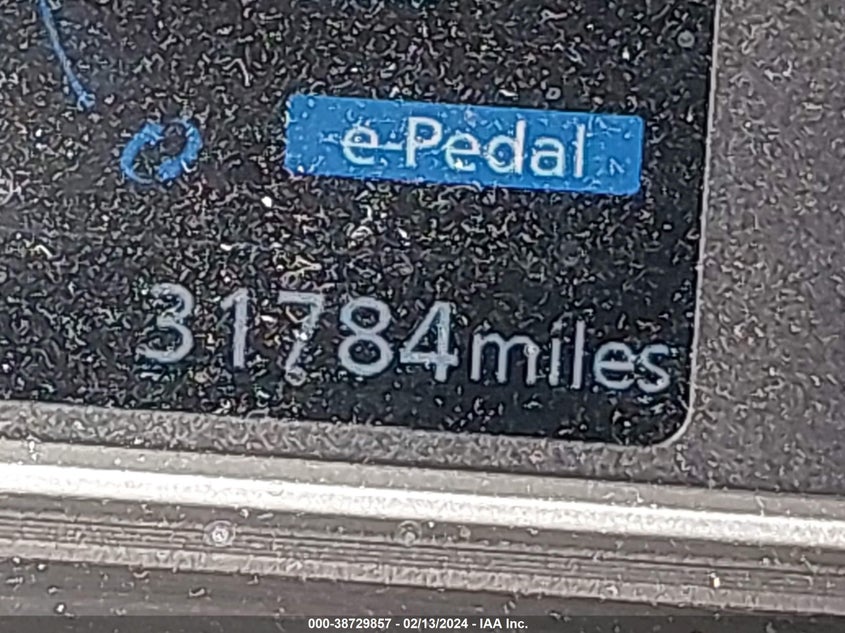 e-Pedal
31784miles
000-38729857 - 02/13/2024 - IAA Inc.